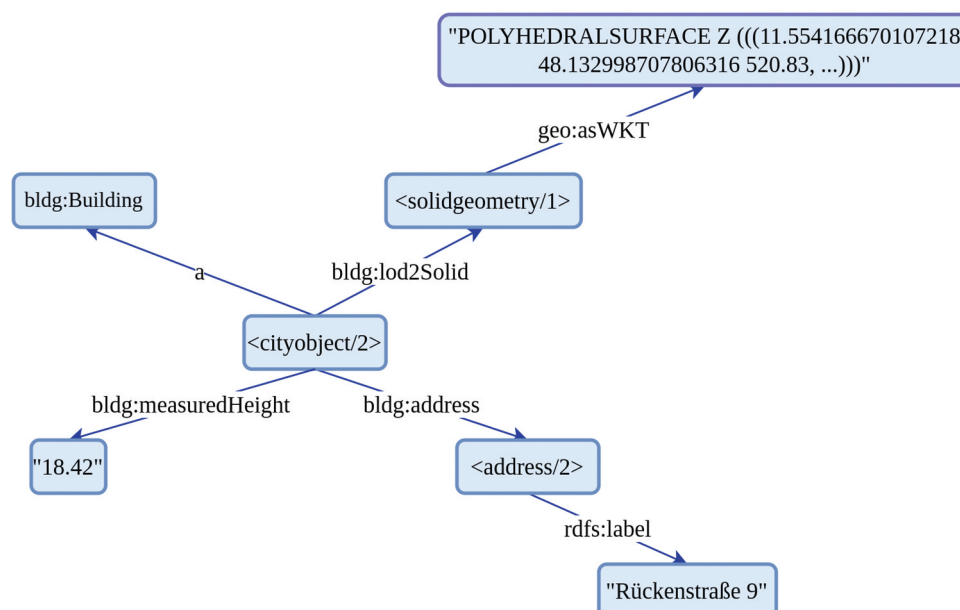 "POLYHEDRALSURFACE Z (((11.554166670107218
48.132998707806316 520.83, ...)))"
geo:asWKT
bldg:Building
<solidgeometry/1>
a
bldg:lod2Solid
<cityobject/2>
bldg:measuredHeight
bldg:address
"18.42"
<address/2>
rdfs:label
"Rückenstraße 9"